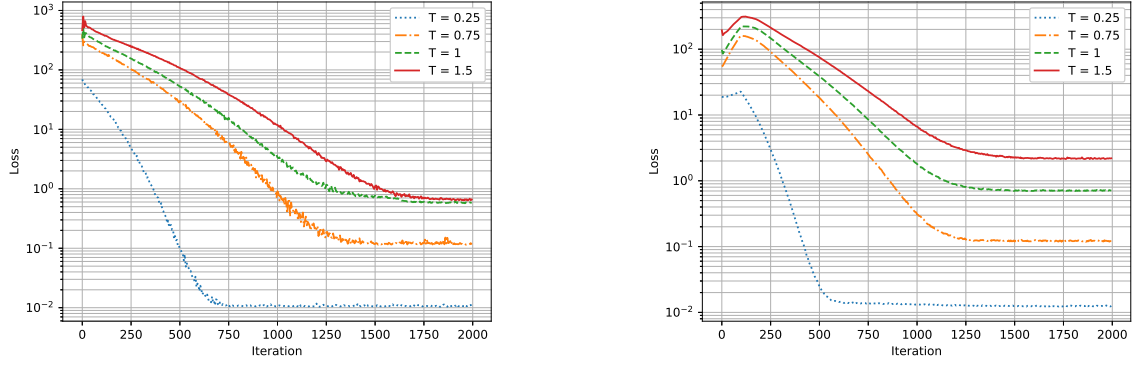 10³
10²
10¹
10⁰
10⁻¹
10⁻²
Loss
0 250 500 750 1000 1250 1500 1750 2000
Iteration
T = 0.25
T = 0.75
T = 1
T = 1.5
10²
10¹
10⁰
10⁻¹
10⁻²
Loss
0 250 500 750 1000 1250 1500 1750 2000
Iteration
T = 0.25
T = 0.75
T = 1
T = 1.5